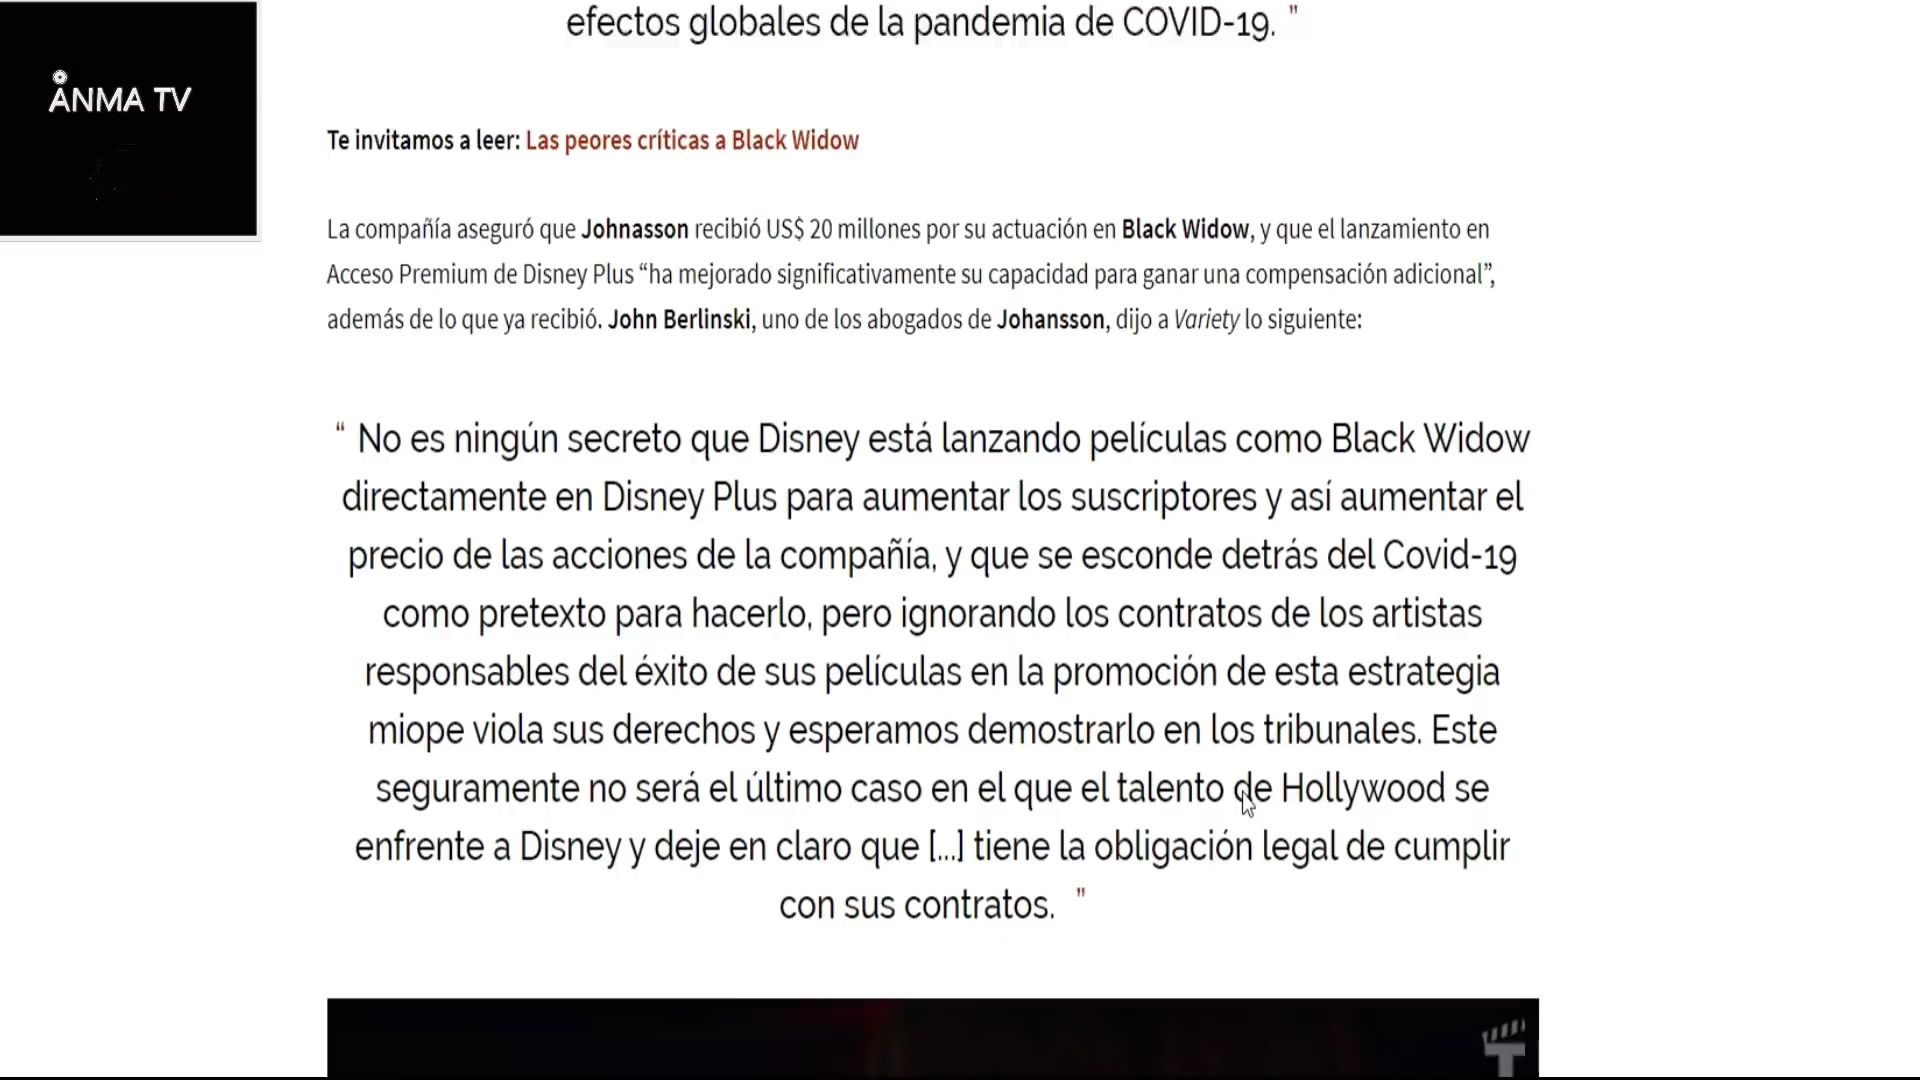 efectos globales de la pandemia de COVID-19. ”
ANMA TV
Te invitamos a leer: Las peores críticas a Black Widow
La compañía aseguró que Johnasson recibió US$ 20 millones por su actuación en Black Widow, y que el lanzamiento en
Acceso Premium de Disney Plus “ha mejorado significativamente su capacidad para ganar una compensación adicional”,
además de lo que ya recibió. John Berlinski, uno de los abogados de Johansson, dijo a Variety lo siguiente:
“ No es ningún secreto que Disney está lanzando películas como Black Widow
directamente en Disney Plus para aumentar los suscriptores y así aumentar el
precio de las acciones de la compañía, y que se esconde detrás del Covid-19
como pretexto para hacerlo, pero ignorando los contratos de los artistas
responsables del éxito de sus películas en la promoción de esta estrategia
miope viola sus derechos y esperamos demostrarlo en los tribunales. Este
seguramente no será el último caso en el que el talento de Hollywood se
enfrente a Disney y deje en claro que [...] tiene la obligación legal de cumplir
con sus contratos. ”